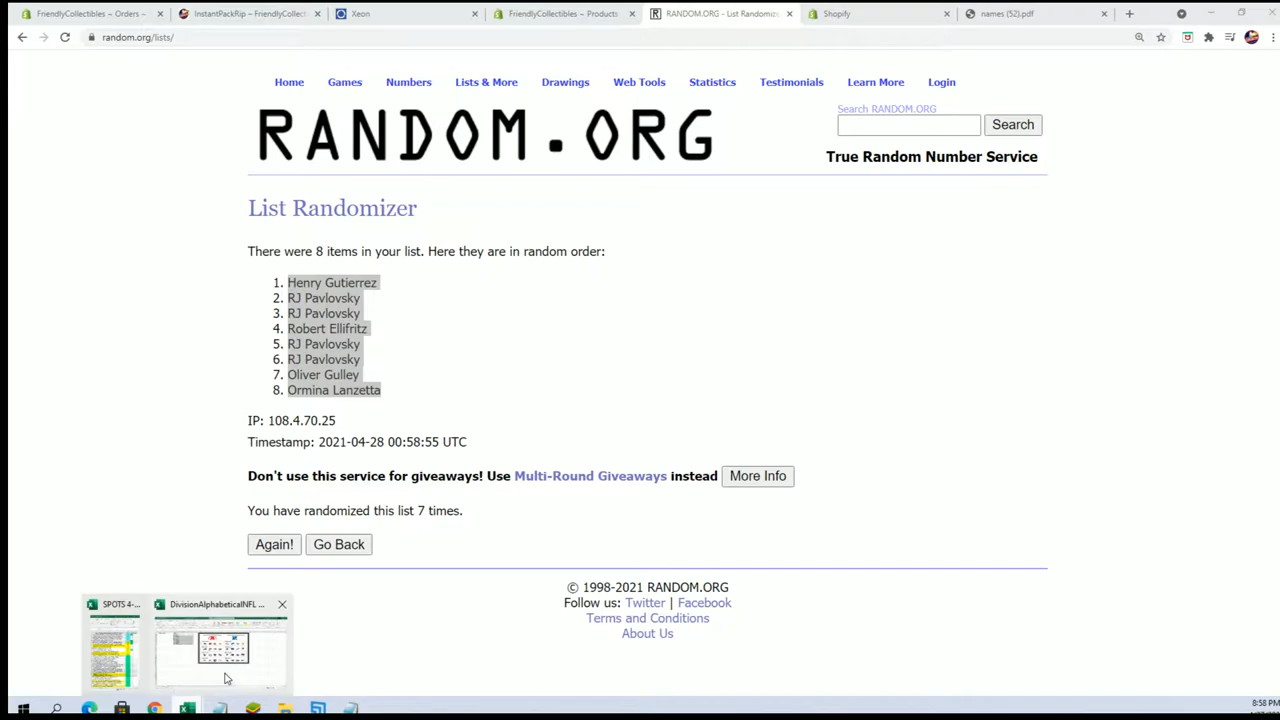 FriendlyCollectibles ~ Orders ~
InstantPackRip ~ FriendlyCollect
Xeon
FriendlyCollectibles ~ Products
RANDOM.ORG - List Randomize
Shopify
names (52).pdf
random.org/lists/
Home Games Numbers Lists & More Drawings Web Tools Statistics Testimonials Learn More Login
RANDOM.ORG
Search RANDOM.ORG
Search
True Random Number Service
List Randomizer
There were 8 items in your list. Here they are in random order:
1. Henry Gutierrez
2. RJ Pavlovsky
3. RJ Pavlovsky
4. Robert Ellifritz
5. RJ Pavlovsky
6. RJ Pavlovsky
7. Oliver Gulley
8. Ormina Lanzetta
IP: 108.4.70.25
Timestamp: 2021-04-28 00:58:55 UTC
Don't use this service for giveaways! Use Multi-Round Giveaways instead More Info
You have randomized this list 7 times.
Again! Go Back
© 1998-2021 RANDOM.ORG
Follow us: Twitter | Facebook
Terms and Conditions
About Us
SPOTS 4-...
DivisionAlphabeticalNFL ...
8:58 PM